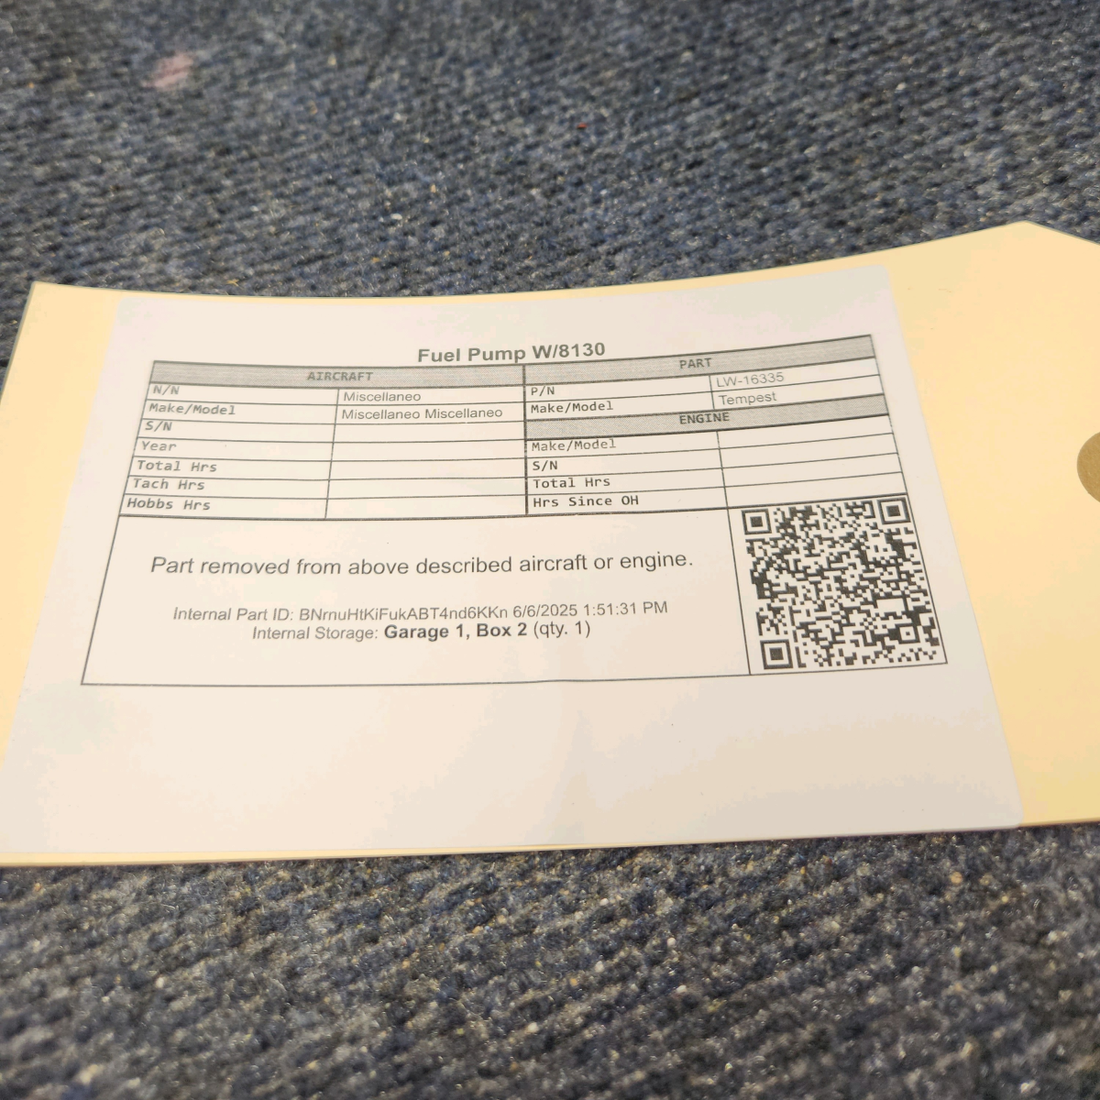 Fuel Pump W/8130
AIRCRAFT PART
N/N Miscellaneo P/N LW-16335
Make/Model Miscellaneo Miscellaneo Make/Model Tempest
S/N ENGINE
Year Make/Model
Total Hrs S/N
Tach Hrs Total Hrs
Hobbs Hrs Hrs Since OH
Part removed from above described aircraft or engine.
Internal Part ID: BNrnuHtKiFukABT4nd6KKn 6/6/2025 1:51:31 PM
Internal Storage: Garage 1, Box 2 (qty. 1)